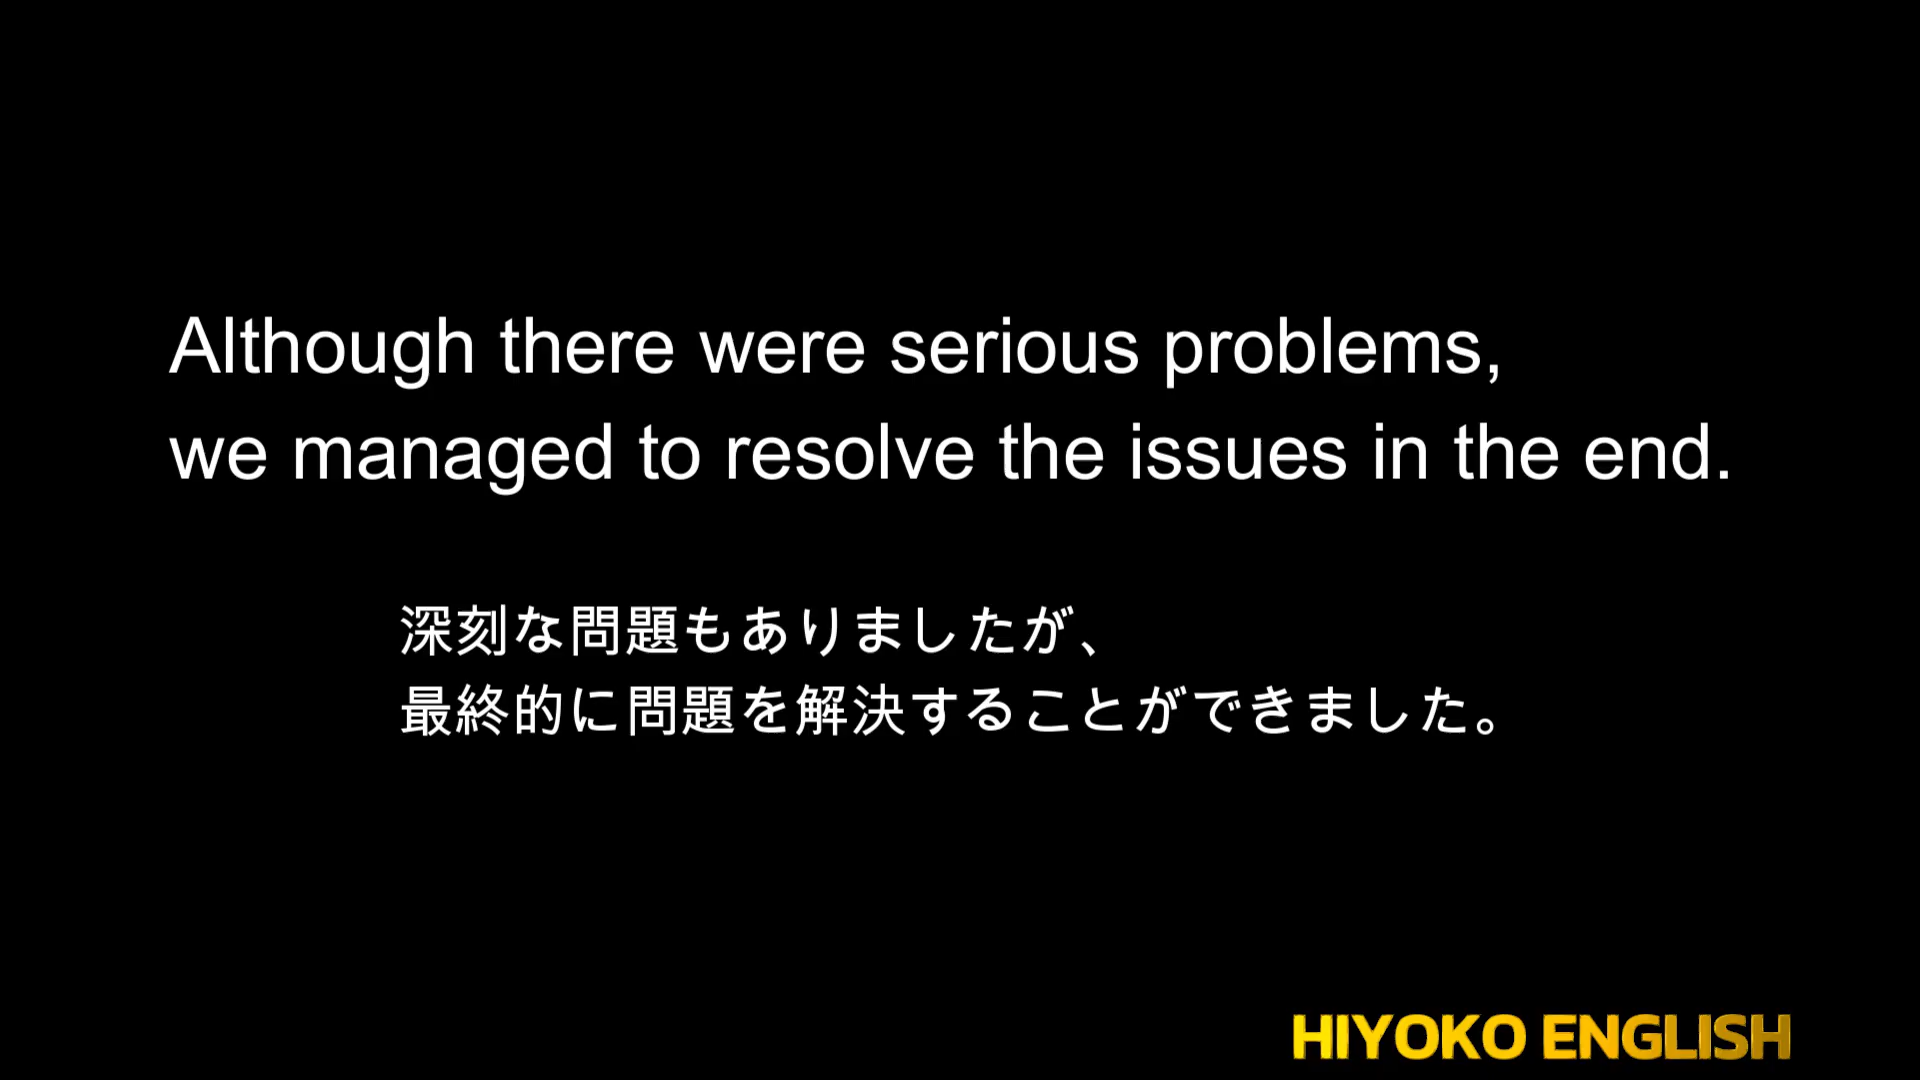 Although there were serious problems,
we managed to resolve the issues in the end.
深刻な問題もありましたが、
最終的に問題を解決することができました。
HIYOKO ENGLISH